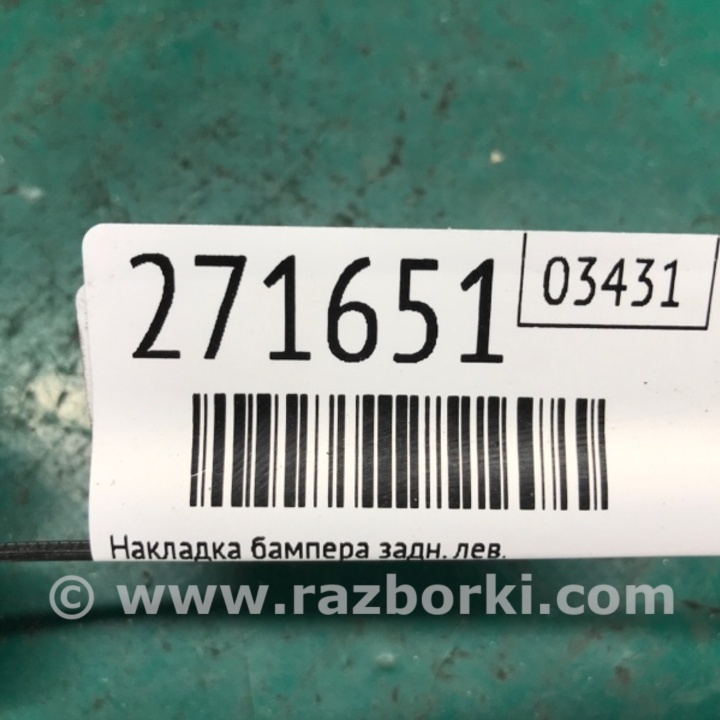 271651
03431
Накладка бампера задн. лев.
© www.razborki.com